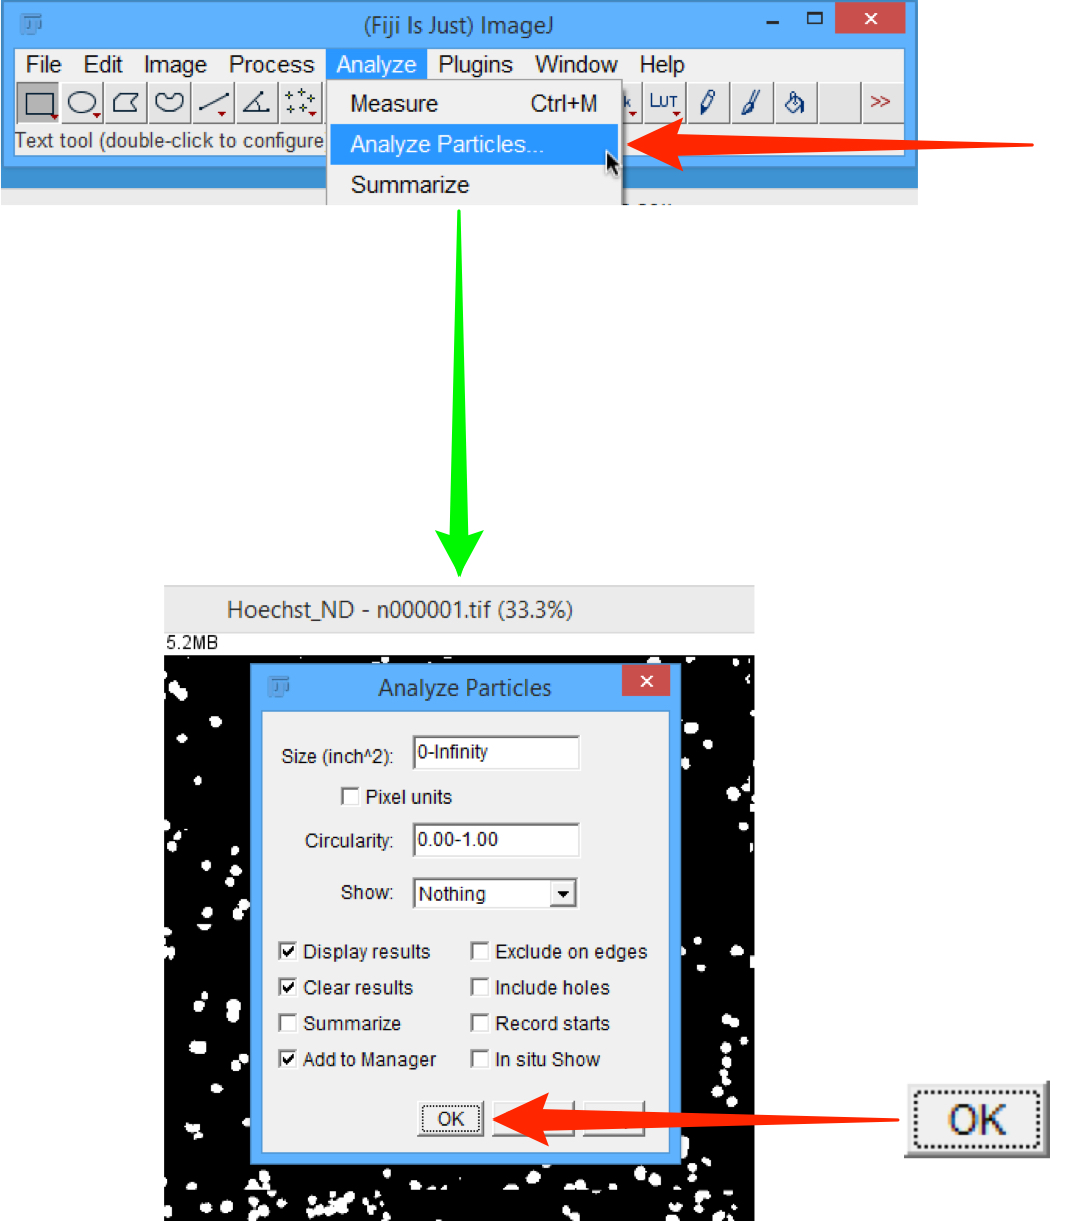 (Fiji Is Just) ImageJ
File Edit Image Process Analyze Plugins Window Help
Measure Ctrl+M
LUT
>>
Text tool (double-click to configure
Analyze Particles...
Summarize
Hoechst_ND - n000001.tif (33.3%)
5.2MB
Analyze Particles
Size (inch^2): 0-Infinity
Pixel units
Circularity: 0.00-1.00
Show: Nothing
Display results Exclude on edges
Clear results Include holes
Summarize Record starts
Add to Manager In situ Show
OK
OK